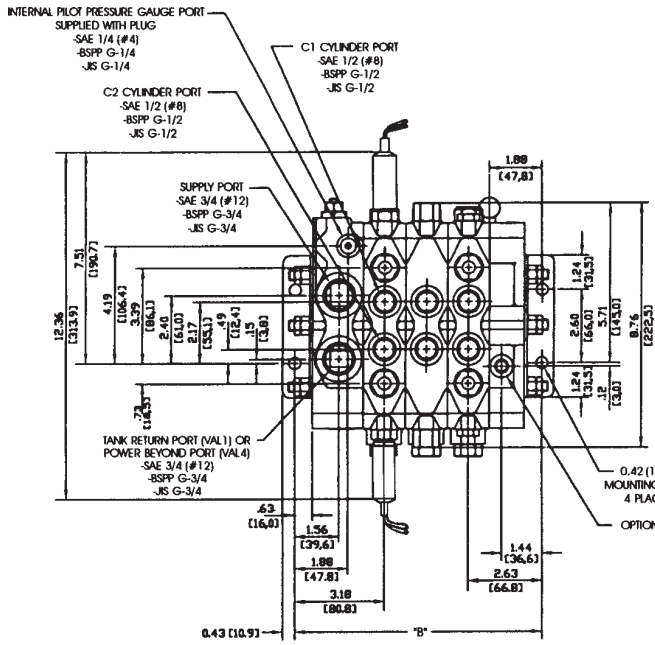 INTERNAL PILOT PRESSURE GAUGE PORT
SUPPLIED WITH PLUG
-SAE 1/4 (#4)
-BSPP G-1/4
-JIS G-1/4
C1 CYLINDER PORT
-SAE 1/2 (#8)
-BSPP G-1/2
-JIS G-1/2
C2 CYLINDER PORT
-SAE 1/2 (#8)
-BSPP G-1/2
-JIS G-1/2
SUPPLY PORT
-SAE 3/4 (#12)
-BSPP G-3/4
-JIS G-3/4
1.88
[47,8]
12.36
[313.9]
7.51
[190.7]
4.19
[106.4]
3.39
[86,1]
2.40
[61,0]
2.17
[55,1]
.49
[12,4]
.15
[3,8]
1.24
[31,5]
2.60
[66,0]
1.24
[31,5]
.12
[3,0]
5.71
[145,0]
8.76
[222,5]
TANK RETURN PORT (VAL1) OR
POWER BEYOND PORT (VAL4)
-SAE 3/4 (#12)
-BSPP G-3/4
-JIS G-3/4
0.42 (1
MOUNTING
4 PLAC
OPTION
.63
[16,0]
1.56
[39,6]
1.88
[47.8]
3.18
[80.8]
1.44
[36,6]
2.63
[66.8]
0.43 [10.9]
"B"